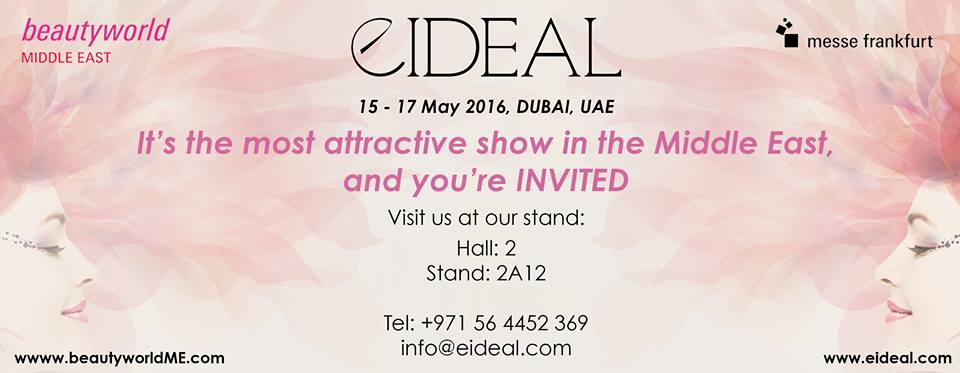 beautyworld
MIDDLE EAST
eIDEAL
messe frankfurt
15 - 17 May 2016, DUBAI, UAE
It's the most attractive show in the Middle East,
and you're INVITED
Visit us at our stand:
Hall: 2
Stand: 2A12
Tel: +971 56 4452 369
info@eideal.com
www.beautyworldME.com
www.eideal.com